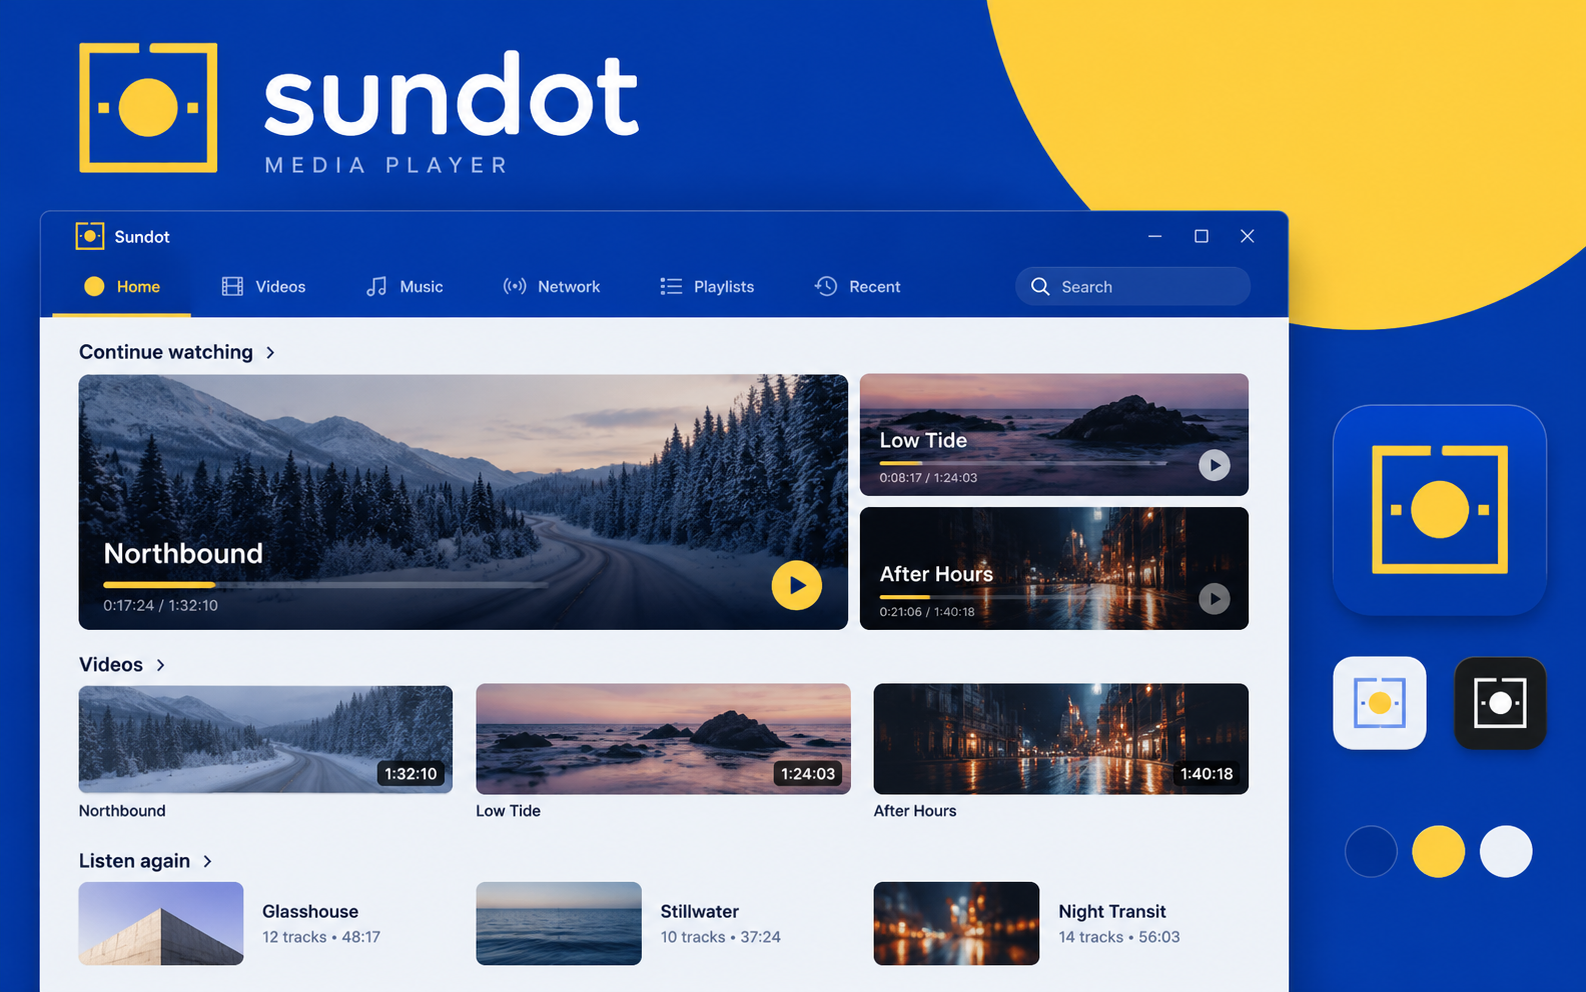 sundot
MEDIA PLAYER
Sundot
Home
Videos
Music
Network
Playlists
Recent
Search
Continue watching
Northbound
0:17:24 / 1:32:10
Low Tide
0:08:17 / 1:24:03
After Hours
0:21:06 / 1:40:18
Videos
1:32:10
Northbound
1:24:03
Low Tide
1:40:18
After Hours
Listen again
Glasshouse
12 tracks • 48:17
Stillwater
10 tracks • 37:24
Night Transit
14 tracks • 56:03